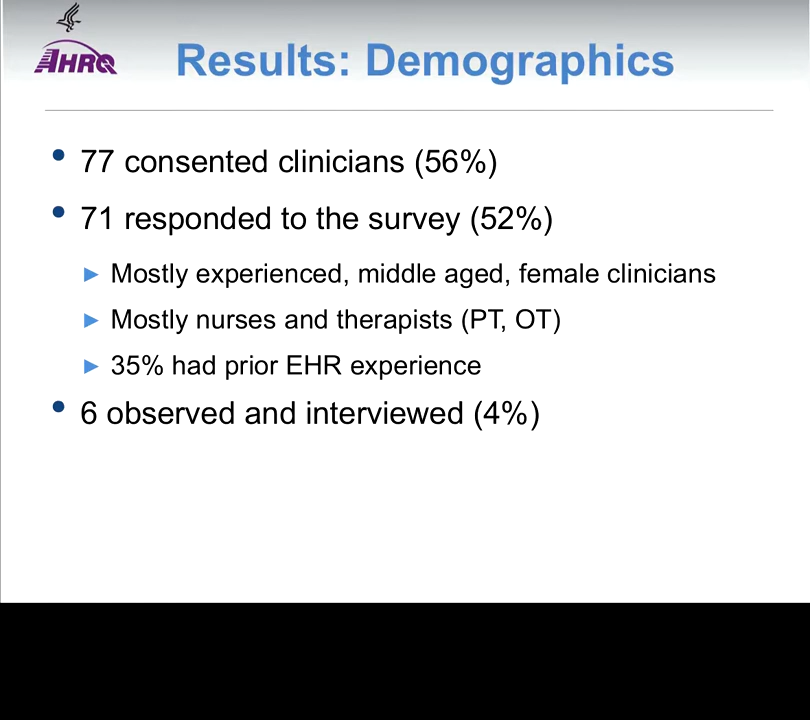 AHRQ
Results: Demographics
• 77 consented clinicians (56%)
• 71 responded to the survey (52%)
► Mostly experienced, middle aged, female clinicians
► Mostly nurses and therapists (PT, OT)
► 35% had prior EHR experience
• 6 observed and interviewed (4%)